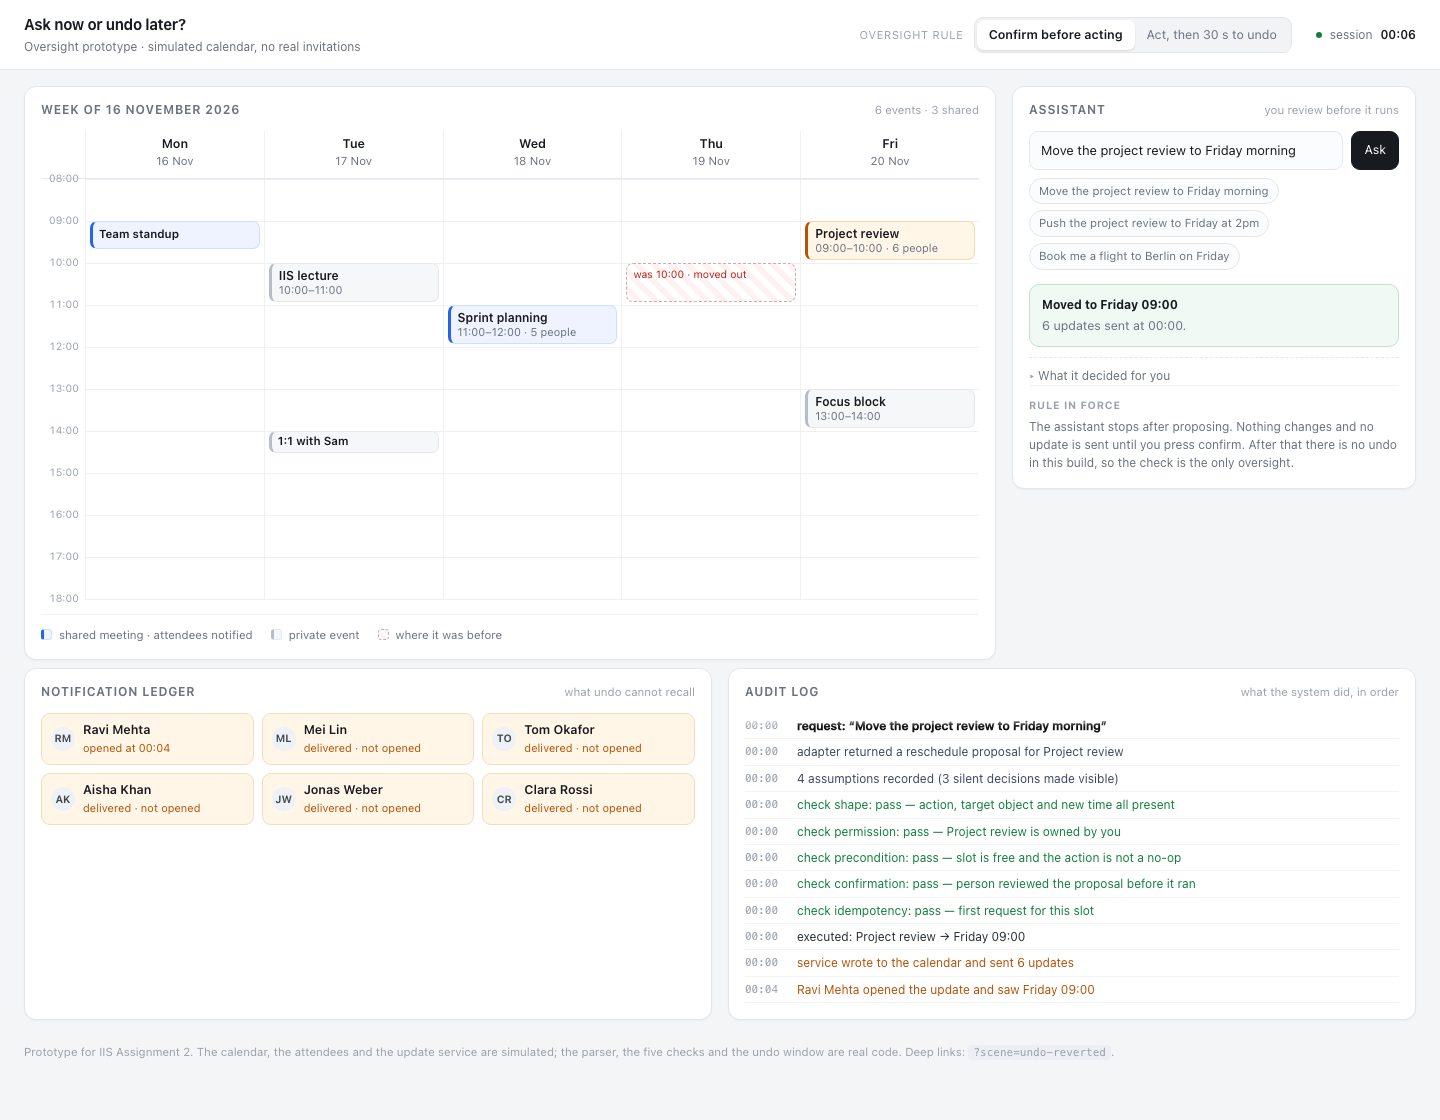 Ask now or undo later?
Oversight prototype · simulated calendar, no real invitations
OVERSIGHT RULE
Confirm before acting
Act, then 30 s to undo
session 00:06
WEEK OF 16 NOVEMBER 2026
6 events · 3 shared
Mon
16 Nov
Tue
17 Nov
Wed
18 Nov
Thu
19 Nov
Fri
20 Nov
08:00
09:00
10:00
11:00
12:00
13:00
14:00
15:00
16:00
17:00
18:00
Team standup
IIS lecture
10:00–11:00
1:1 with Sam
Sprint planning
11:00–12:00 · 5 people
was 10:00 · moved out
Project review
09:00–10:00 · 6 people
Focus block
13:00–14:00
shared meeting · attendees notified
private event
where it was before
ASSISTANT
you review before it runs
Move the project review to Friday morning
Ask
Move the project review to Friday morning
Push the project review to Friday at 2pm
Book me a flight to Berlin on Friday
Moved to Friday 09:00
6 updates sent at 00:00.
▸ What it decided for you
RULE IN FORCE
The assistant stops after proposing. Nothing changes and no
update is sent until you press confirm. After that there is no undo
in this build, so the check is the only oversight.
NOTIFICATION LEDGER
what undo cannot recall
RM
Ravi Mehta
opened at 00:04
ML
Mei Lin
delivered · not opened
TO
Tom Okafor
delivered · not opened
AK
Aisha Khan
delivered · not opened
JW
Jonas Weber
delivered · not opened
CR
Clara Rossi
delivered · not opened
AUDIT LOG
what the system did, in order
00:00 request: “Move the project review to Friday morning”
00:00 adapter returned a reschedule proposal for Project review
00:00 4 assumptions recorded (3 silent decisions made visible)
00:00 check shape: pass — action, target object and new time all present
00:00 check permission: pass — Project review is owned by you
00:00 check precondition: pass — slot is free and the action is not a no-op
00:00 check confirmation: pass — person reviewed the proposal before it ran
00:00 check idempotency: pass — first request for this slot
00:00 executed: Project review → Friday 09:00
00:00 service wrote to the calendar and sent 6 updates
00:04 Ravi Mehta opened the update and saw Friday 09:00
Prototype for IIS Assignment 2. The calendar, the attendees and the update service are simulated; the parser, the five checks and the undo window are real code. Deep links: ?scene=undo-reverted.